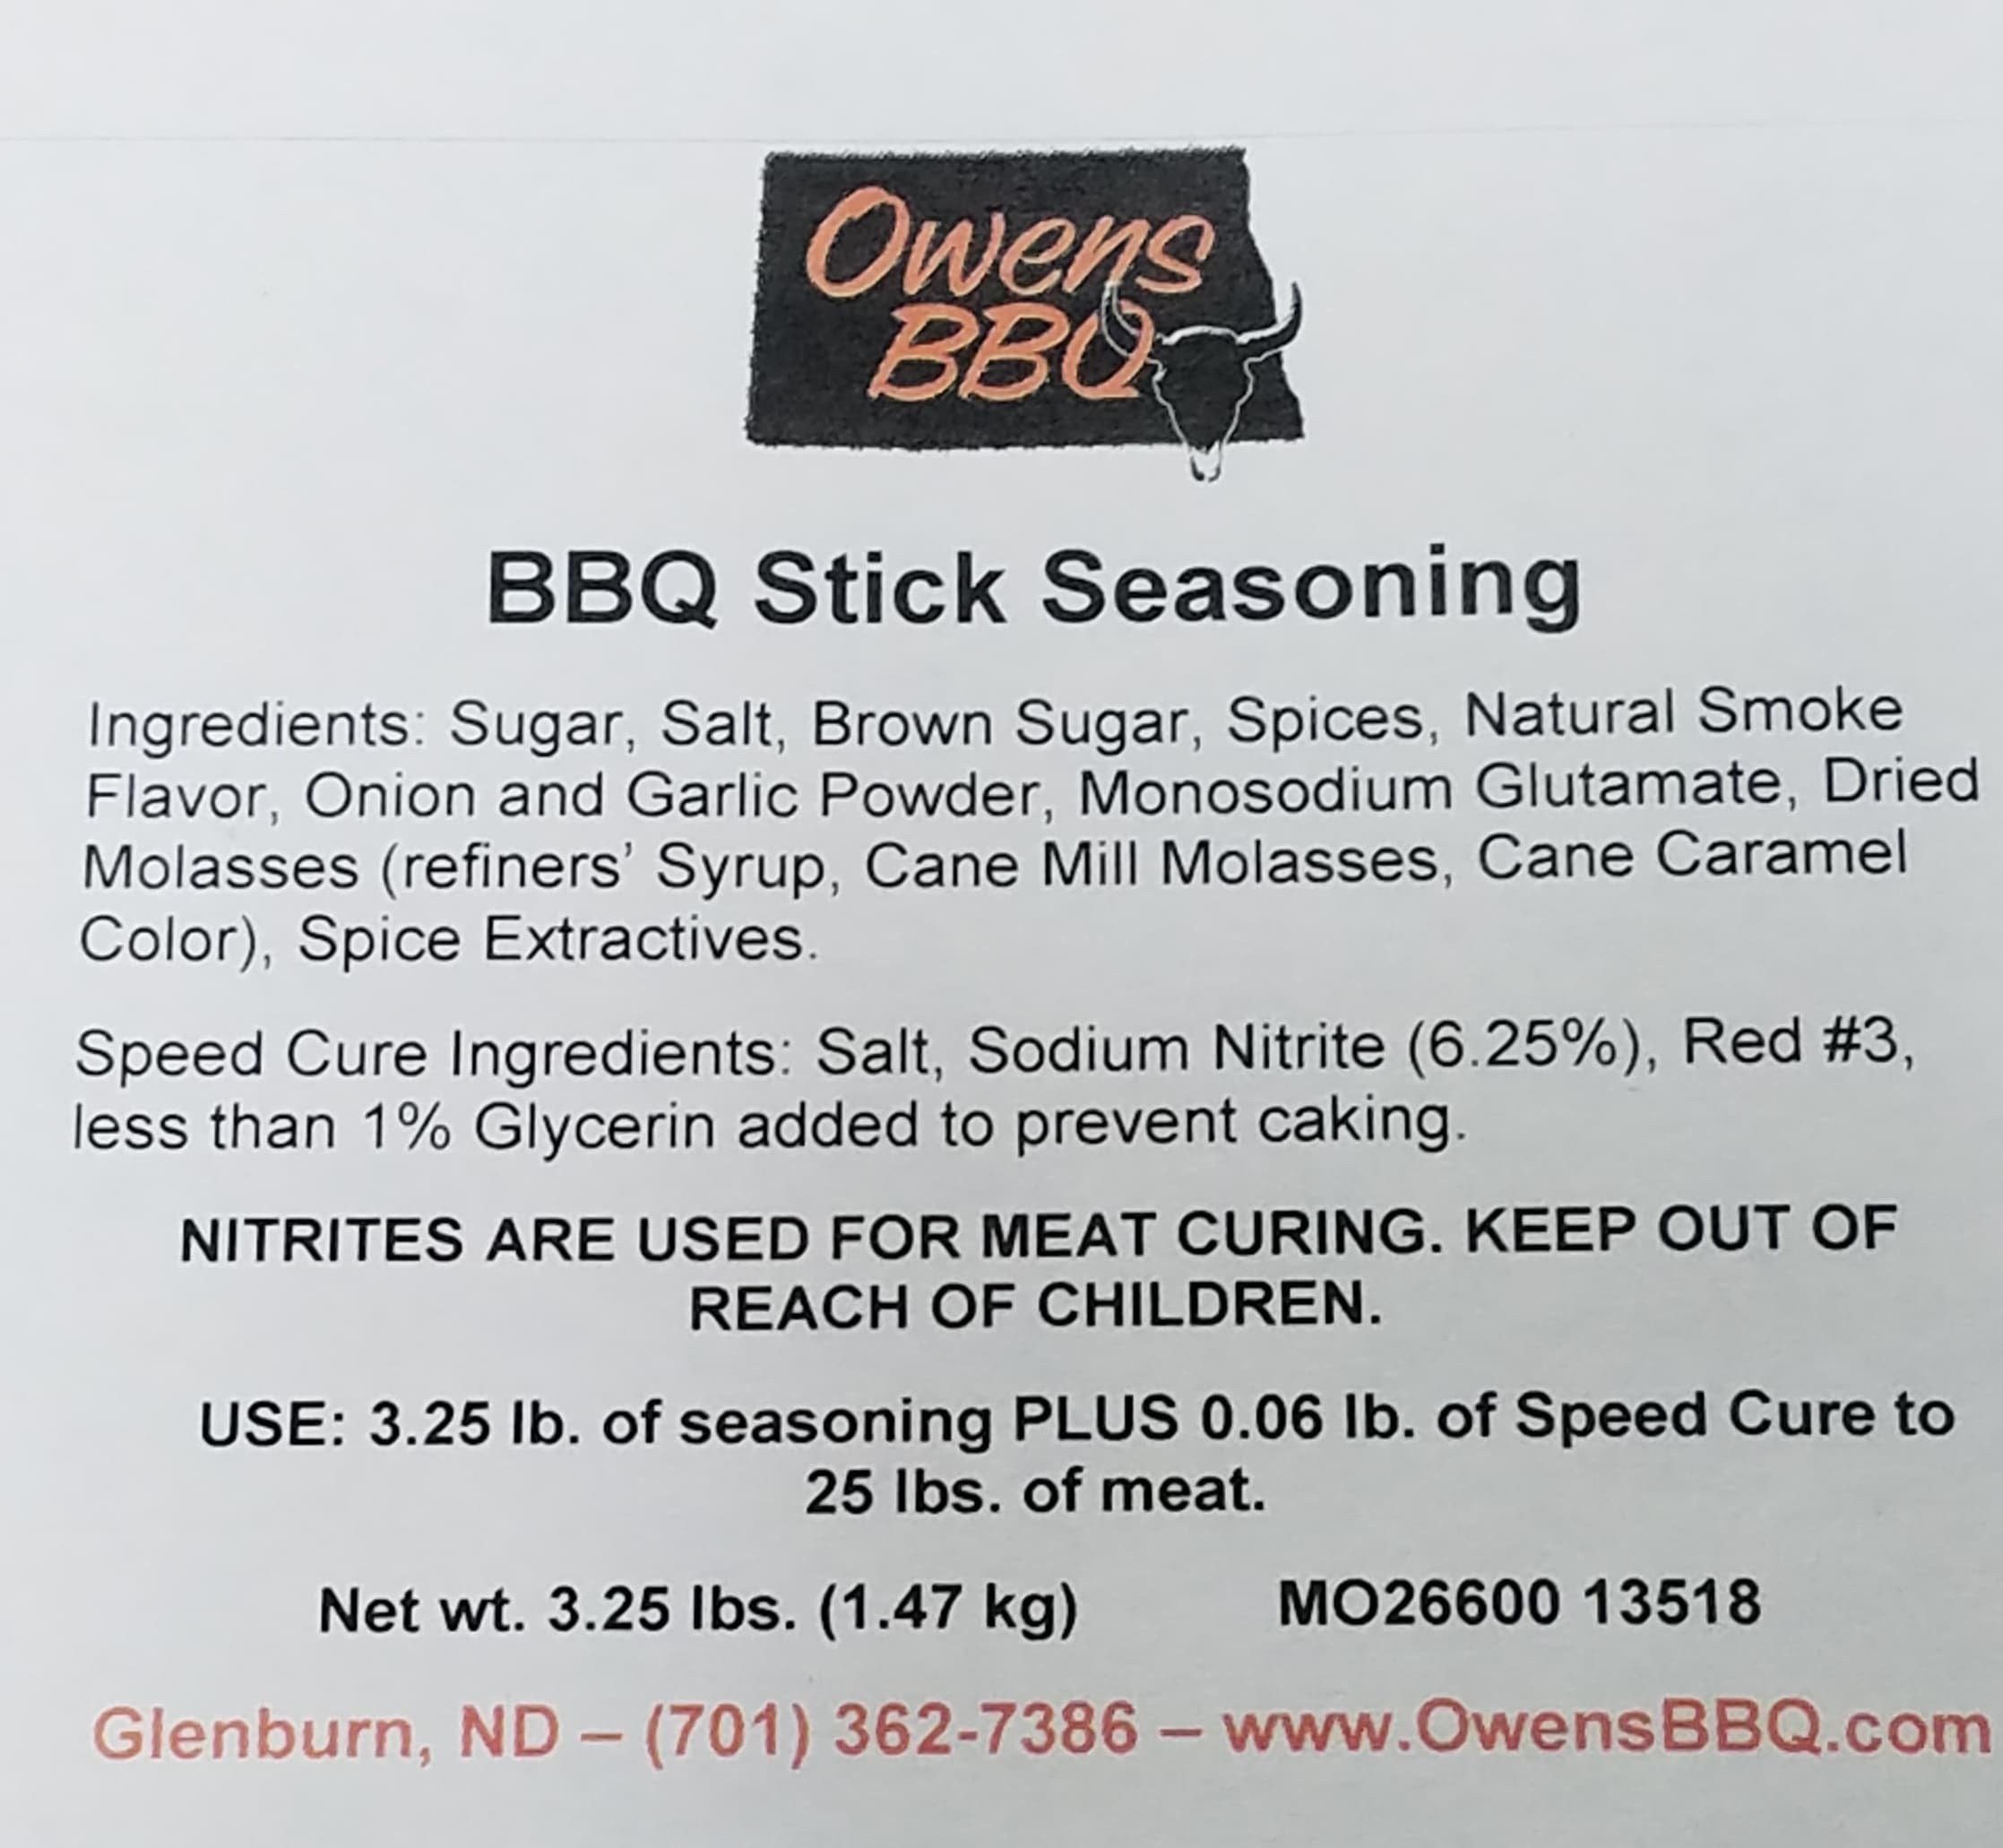 Owens
BBQ
BBQ Stick Seasoning
Ingredients: Sugar, Salt, Brown Sugar, Spices, Natural Smoke
Flavor, Onion and Garlic Powder, Monosodium Glutamate, Dried
Molasses (refiners' Syrup, Cane Mill Molasses, Cane Caramel
Color), Spice Extractives.
Speed Cure Ingredients: Salt, Sodium Nitrite (6.25%), Red #3,
less than 1% Glycerin added to prevent caking.
NITRITES ARE USED FOR MEAT CURING. KEEP OUT OF
REACH OF CHILDREN.
USE: 3.25 lb. of seasoning PLUS 0.06 lb. of Speed Cure to
25 lbs. of meat.
Net wt. 3.25 lbs. (1.47 kg) MO26600 13518
Glenburn, ND – (701) 362-7386 – www.OwensBBQ.com